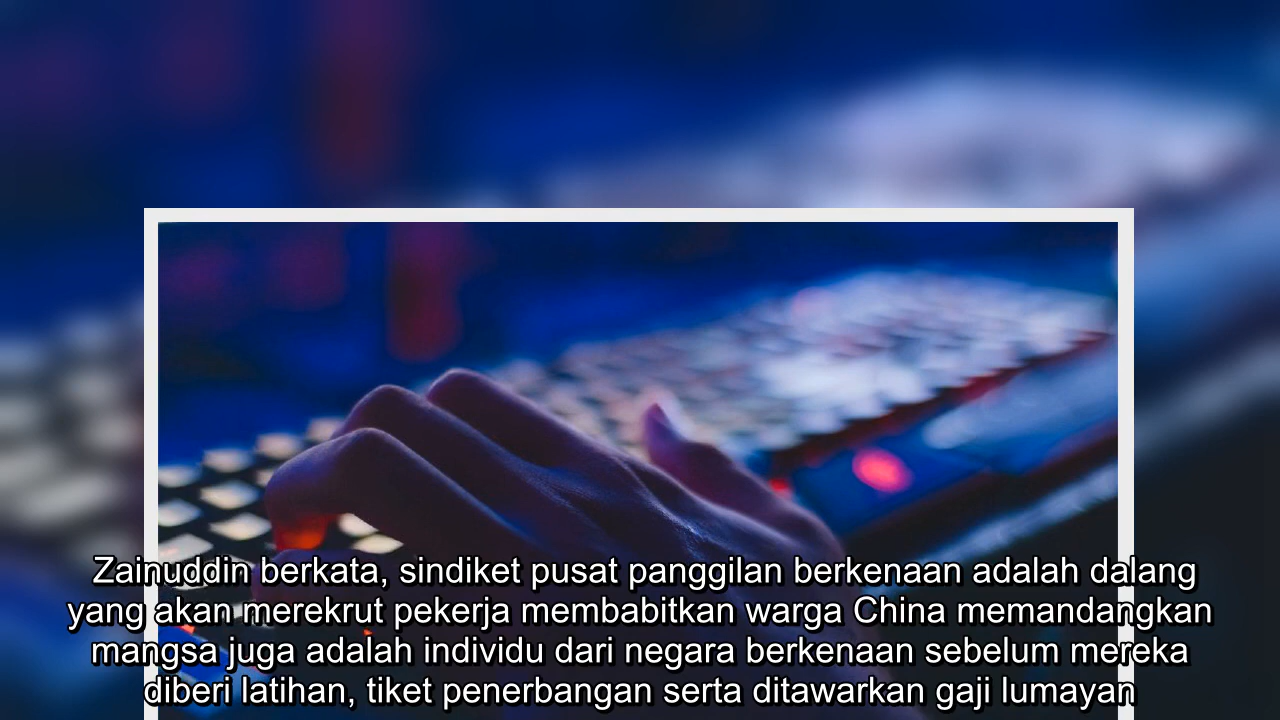 Zainuddin berkata, sindiket pusat panggilan berkenaan adalah dalang
yang akan merekrut pekerja membabitkan warga China memandangkan
mangsa juga adalah individu dari negara berkenaan sebelum mereka
diberi latihan, tiket penerbangan serta ditawarkan gaji lumayan